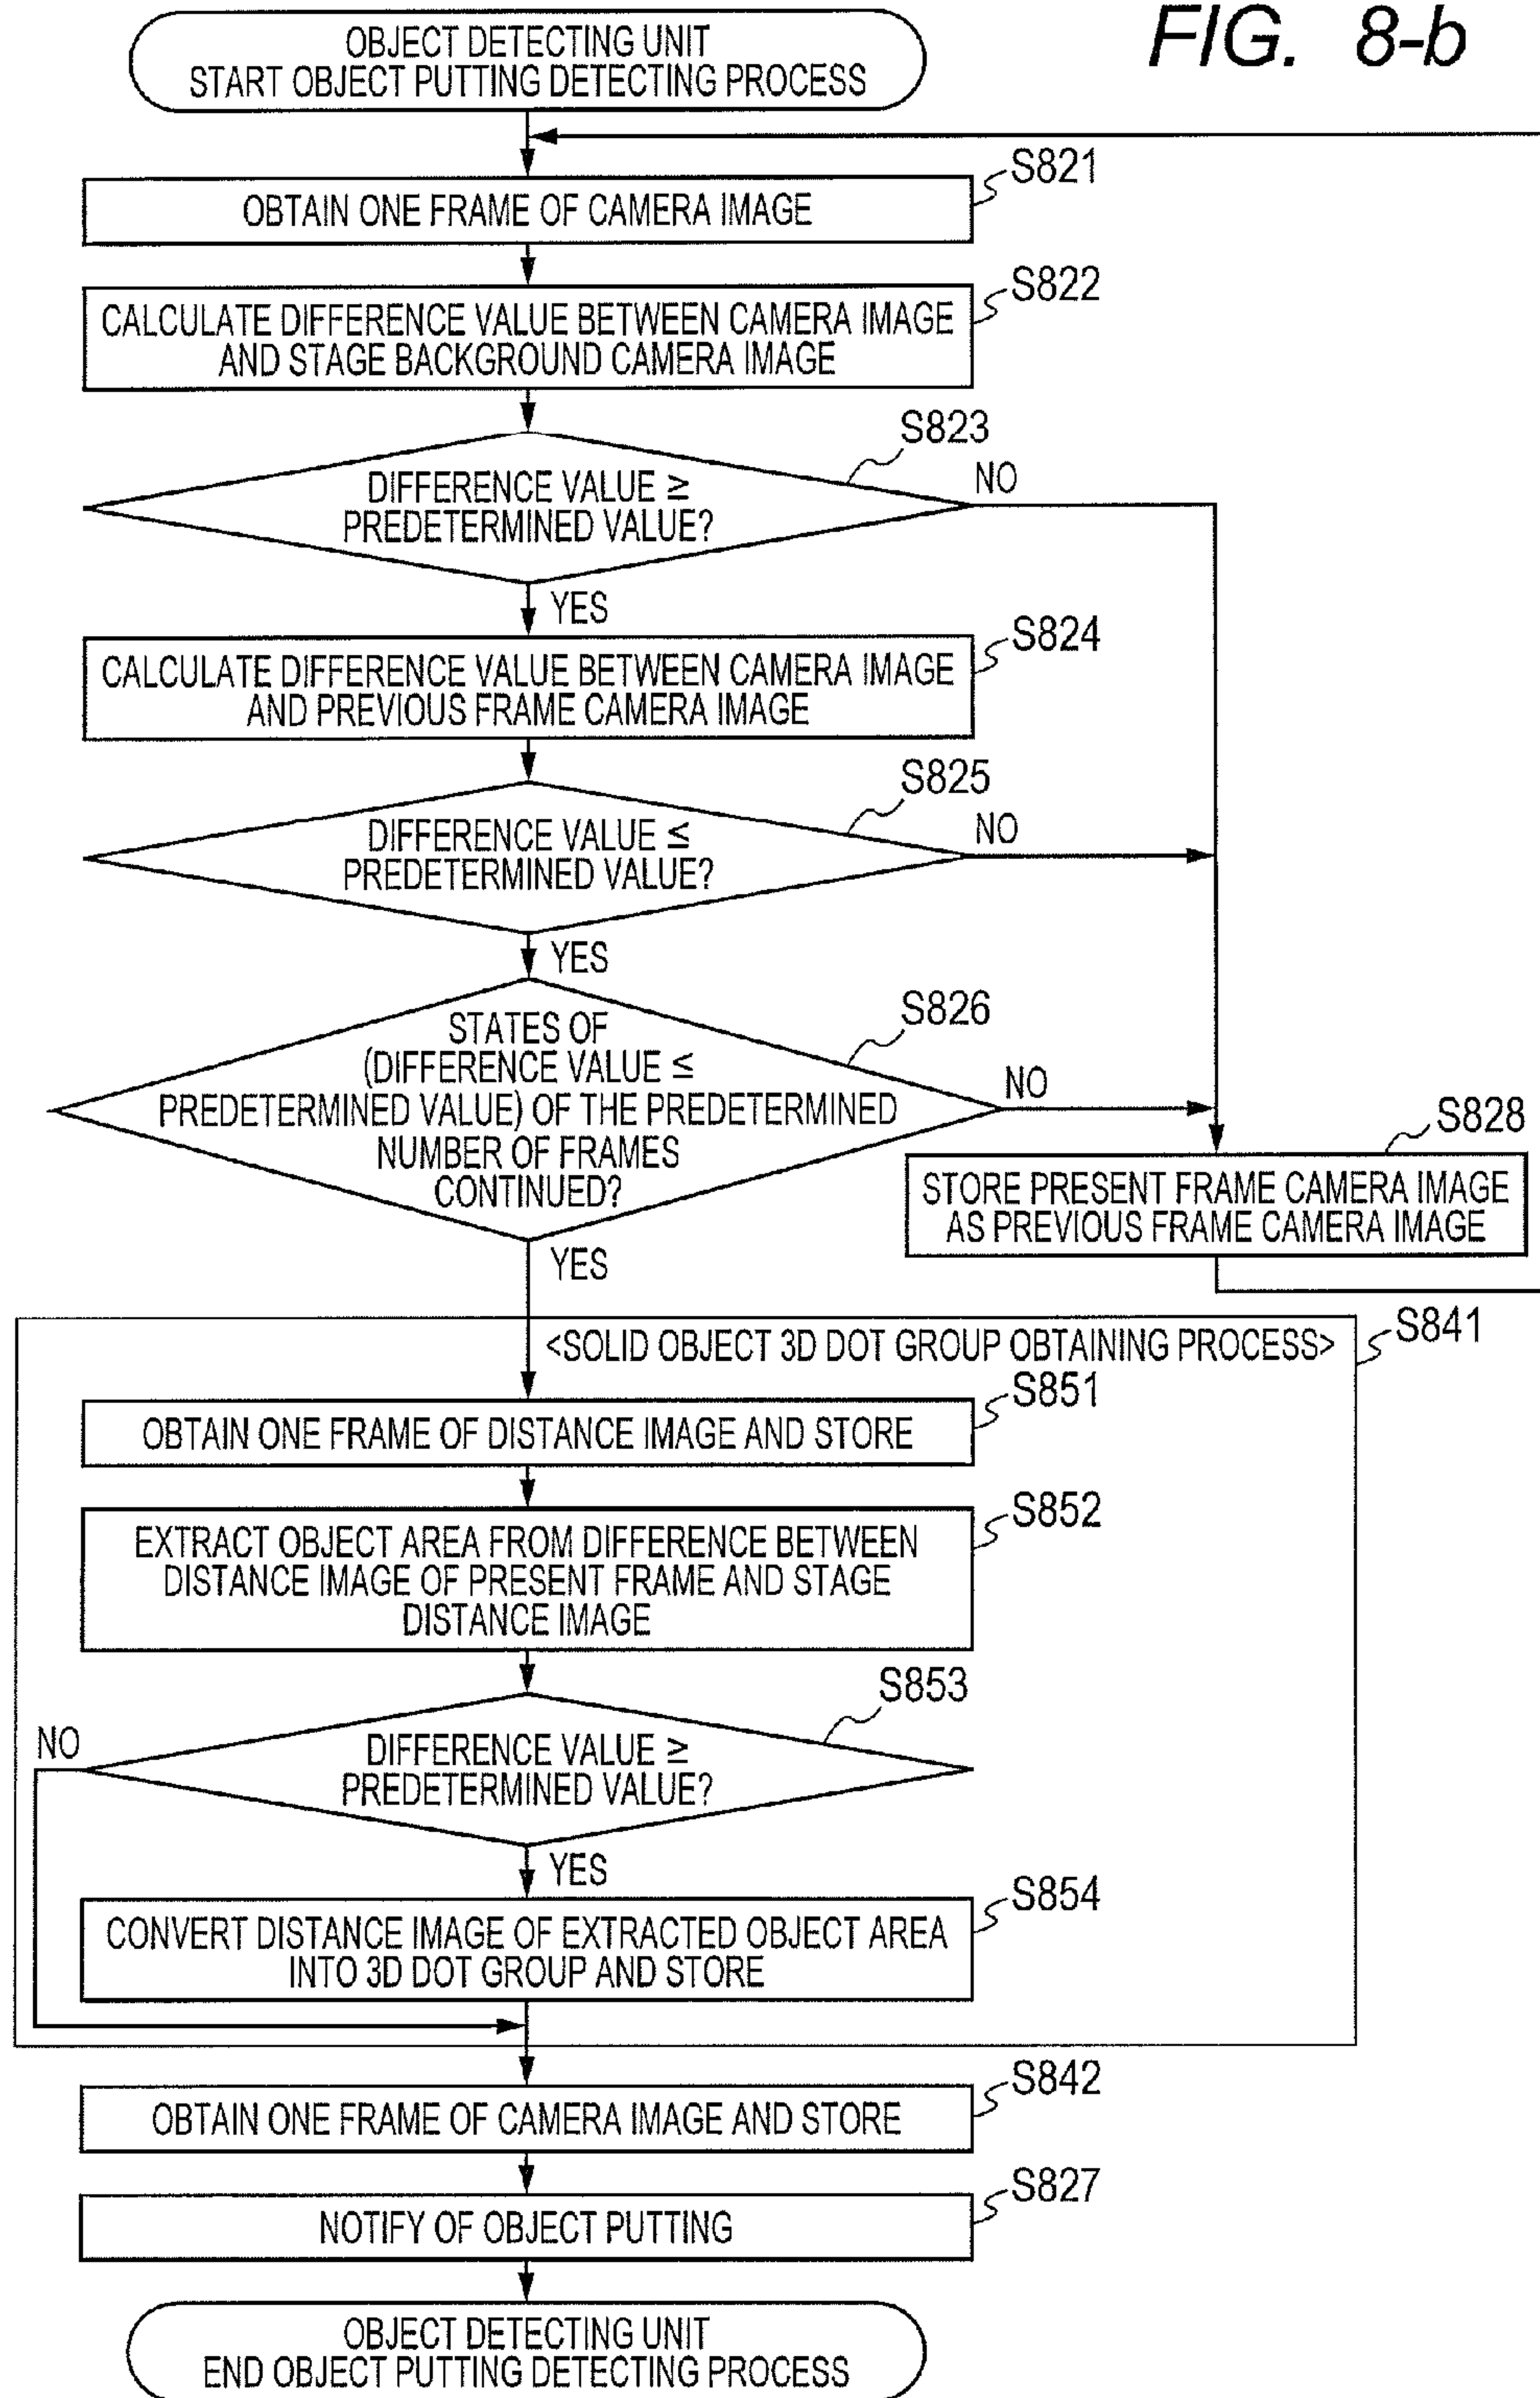 FIG. 8-b
OBJECT DETECTING UNIT
START OBJECT PUTTING DETECTING PROCESS
S821
OBTAIN ONE FRAME OF CAMERA IMAGE
S822
CALCULATE DIFFERENCE VALUE BETWEEN CAMERA IMAGE
AND STAGE BACKGROUND CAMERA IMAGE
S823
DIFFERENCE VALUE ≥
PREDETERMINED VALUE?
NO
YES
S824
CALCULATE DIFFERENCE VALUE BETWEEN CAMERA IMAGE
AND PREVIOUS FRAME CAMERA IMAGE
S825
DIFFERENCE VALUE ≤
PREDETERMINED VALUE?
NO
YES
S826
STATES OF
(DIFFERENCE VALUE ≤
PREDETERMINED VALUE) OF THE PREDETERMINED
NUMBER OF FRAMES
CONTINUED?
NO
YES
S828
STORE PRESENT FRAME CAMERA IMAGE
AS PREVIOUS FRAME CAMERA IMAGE
S841
<SOLID OBJECT 3D DOT GROUP OBTAINING PROCESS>
S851
OBTAIN ONE FRAME OF DISTANCE IMAGE AND STORE
S852
EXTRACT OBJECT AREA FROM DIFFERENCE BETWEEN
DISTANCE IMAGE OF PRESENT FRAME AND STAGE
DISTANCE IMAGE
S853
NO
DIFFERENCE VALUE ≥
PREDETERMINED VALUE?
YES
S854
CONVERT DISTANCE IMAGE OF EXTRACTED OBJECT AREA
INTO 3D DOT GROUP AND STORE
S842
OBTAIN ONE FRAME OF CAMERA IMAGE AND STORE
S827
NOTIFY OF OBJECT PUTTING
OBJECT DETECTING UNIT
END OBJECT PUTTING DETECTING PROCESS